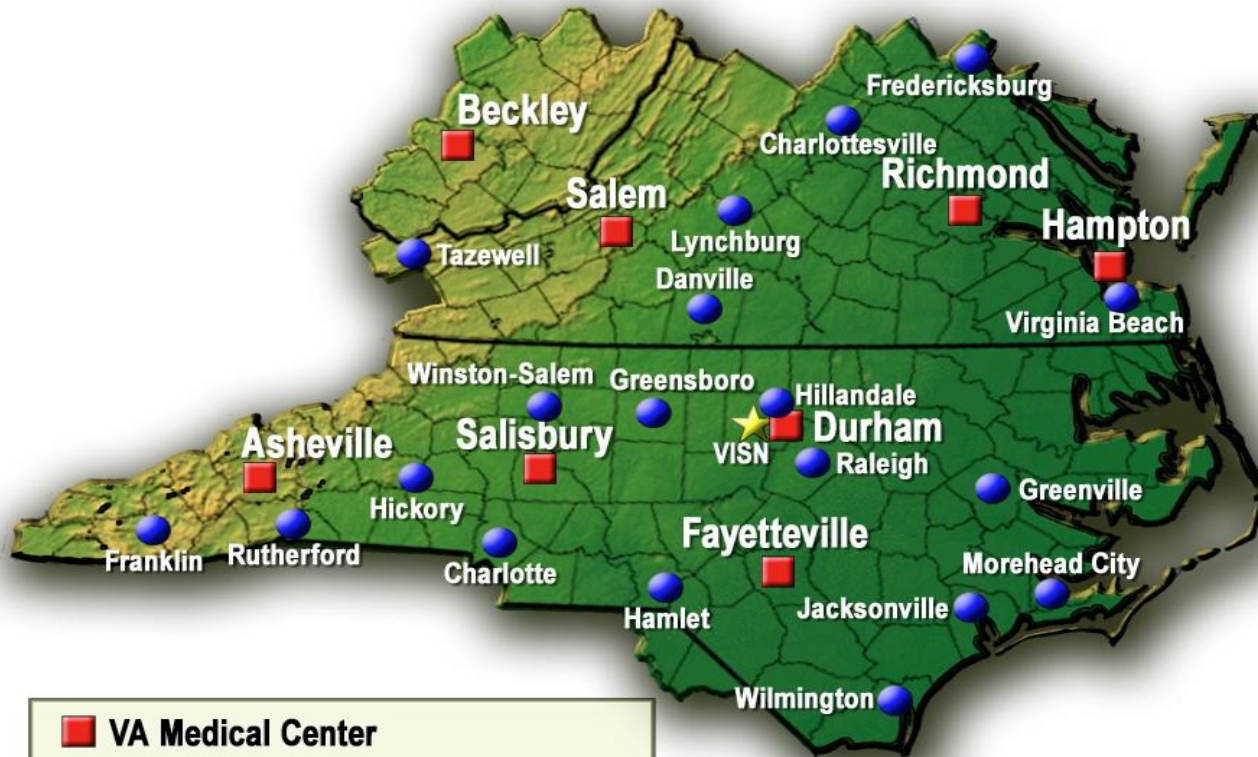 Fredericksburg
Beckley
Charlottesville
Richmond
Salem
Hampton
Lynchburg
Tazewell
Danville
Virginia Beach
Winston-Salem
Greensboro
Hillandale
Durham
VISN
Asheville
Salisbury
Raleigh
Greenville
Hickory
Fayetteville
Franklin
Rutherford
Charlotte
Morehead City
Hamlet
Jacksonville
Wilmington
VA Medical Center